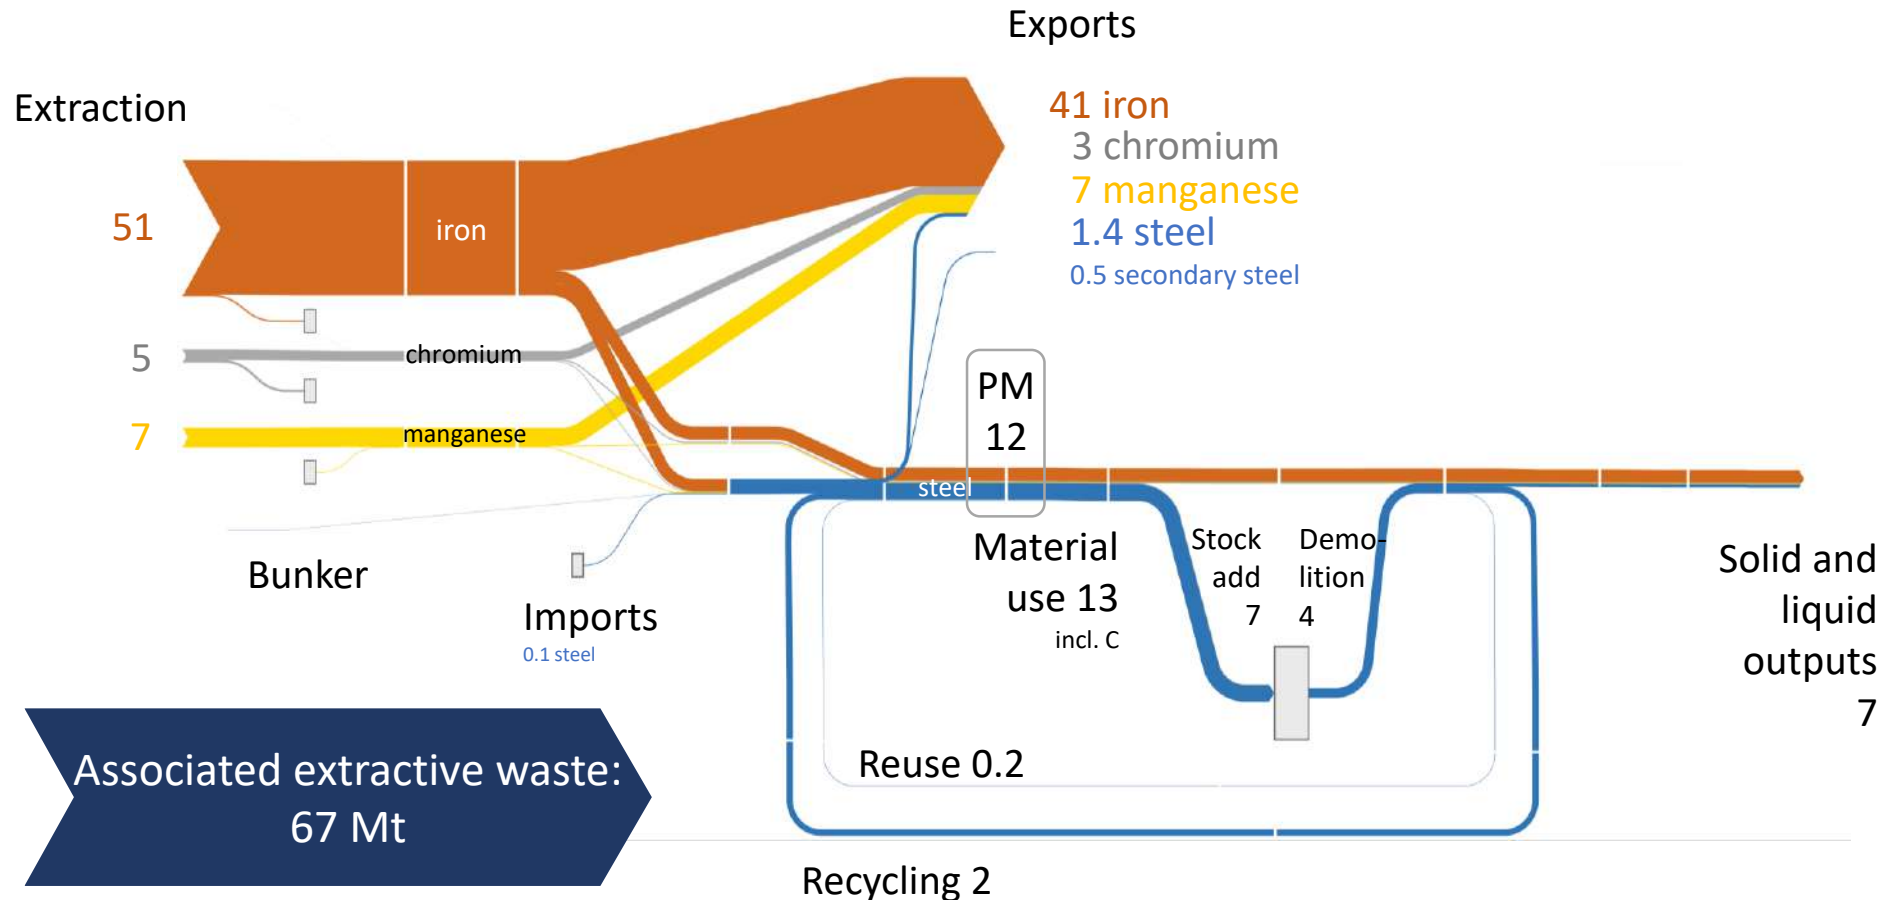 Exports
Extraction
41 iron
3 chromium
7 manganese
1.4 steel
0.5 secondary steel
51
iron
5
chromium
7
manganese
PM
12
steel
Bunker
Imports
0.1 steel
Material
use 13
incl. C
Stock
add
7
Demo-
lition
4
Solid and
liquid
outputs
7
Reuse 0.2
Associated extractive waste:
67 Mt
Recycling 2